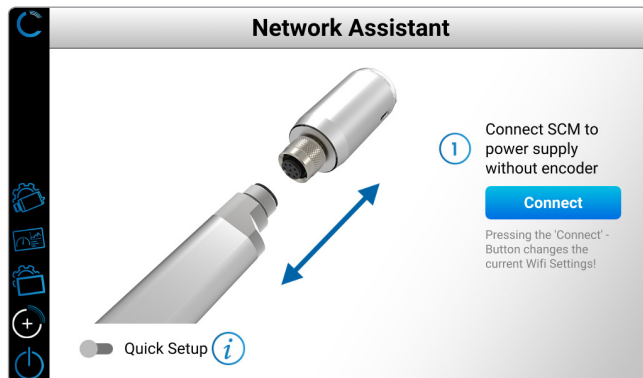 Network Assistant
1
Connect SCM to
power supply
without encoder
Connect
Pressing the 'Connect' -
Button changes the
current Wifi Settings!
Quick Setup i